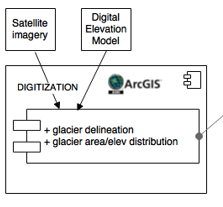 Satellite
imagery
Digital
Elevation
Model
DIGITIZATION
ArcGIS
+ glacier delineation
+ glacier area/elev distribution